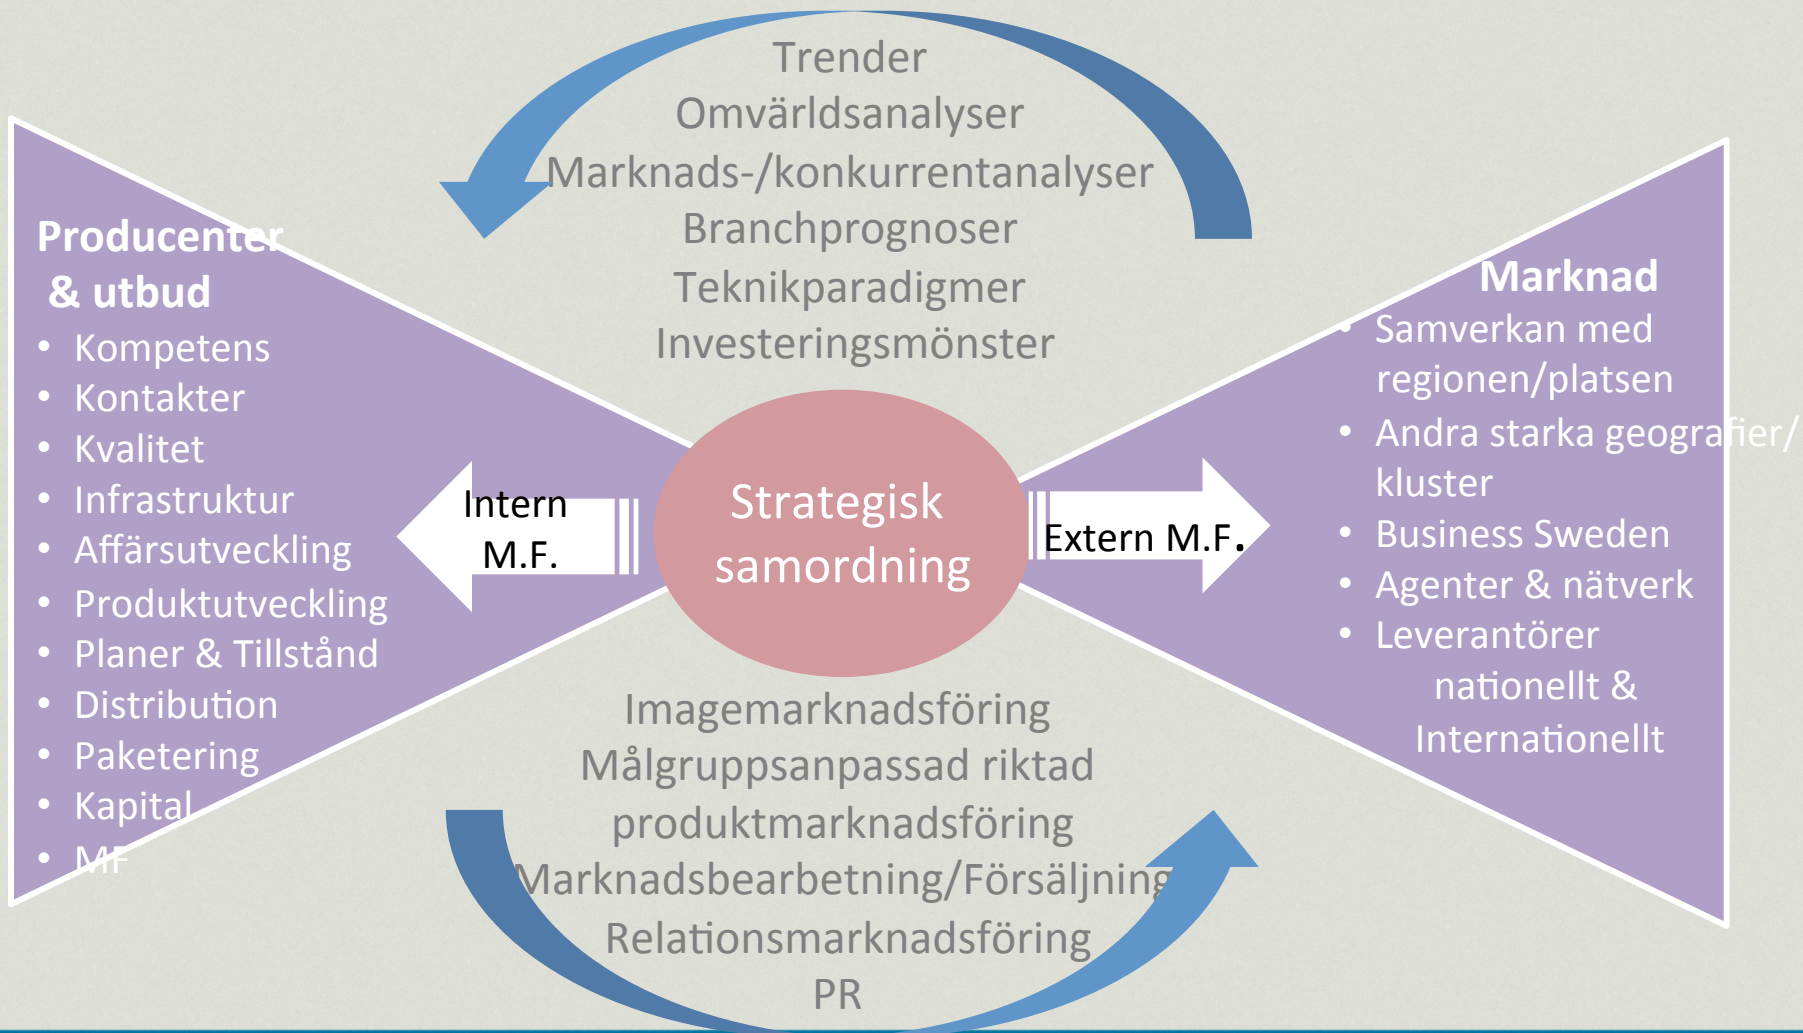 Trender
Omvärldsanalyser
Marknads-/konkurrentanalyser
Branchprognoser
Teknikparadigmer
Investeringsmönster
Producenter
& utbud
• Kompetens
• Kontakter
• Kvalitet
• Infrastruktur
• Affärsutveckling
• Produktutveckling
• Planer & Tillstånd
• Distribution
• Paketering
• Kapital
• MF
Intern
M.F.
Strategisk
samordning
Extern M.F.
Marknad
• Samverkan med
regionen/platsen
• Andra starka geografier/
kluster
• Business Sweden
• Agenter & nätverk
• Leverantörer
nationellt &
Internationellt
Imagemarknadsföring
Målgruppsanpassad riktad
produktmarknadsföring
Marknadsbearbetning/Försäljning
Relationsmarknadsföring
PR